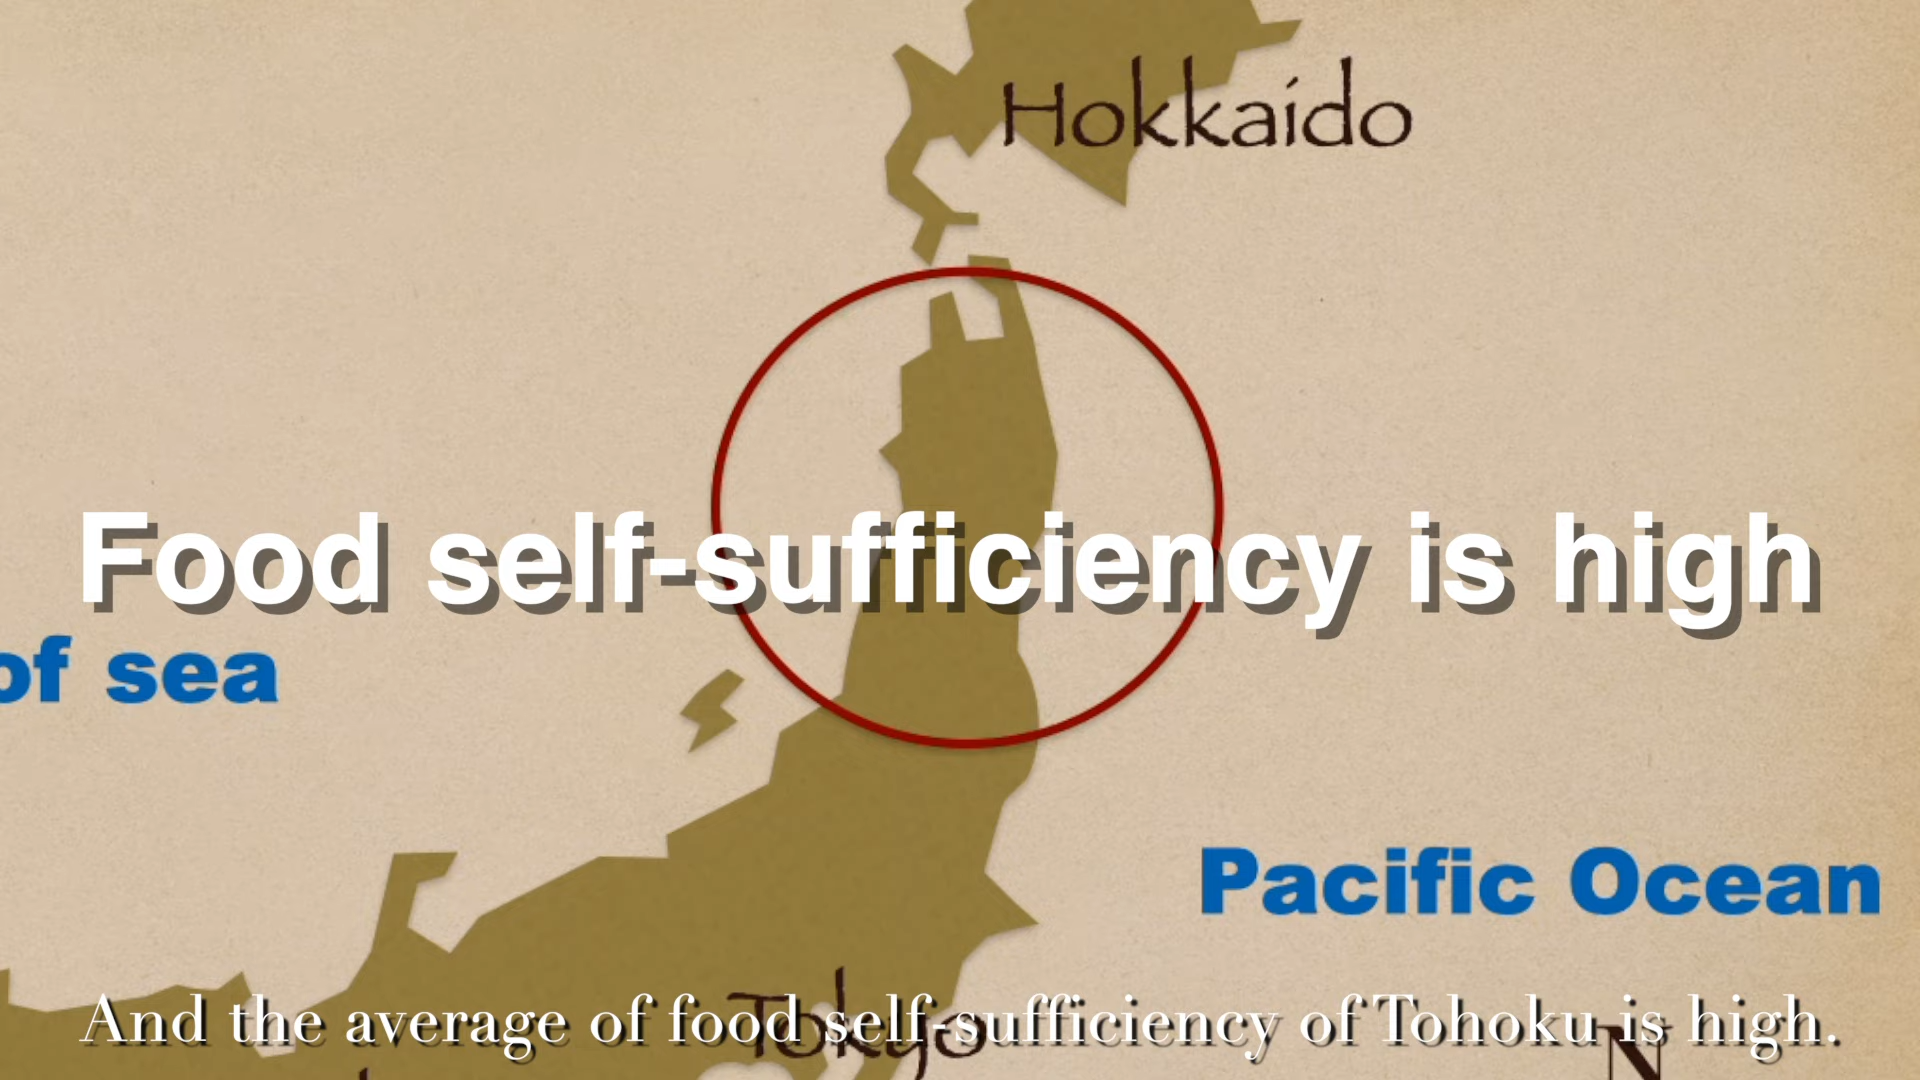 Hokkaido
Food self-sufficiency is high
of sea
Pacific Ocean
Tokyo
And the average of food self-sufficiency of Tohoku is high.
N